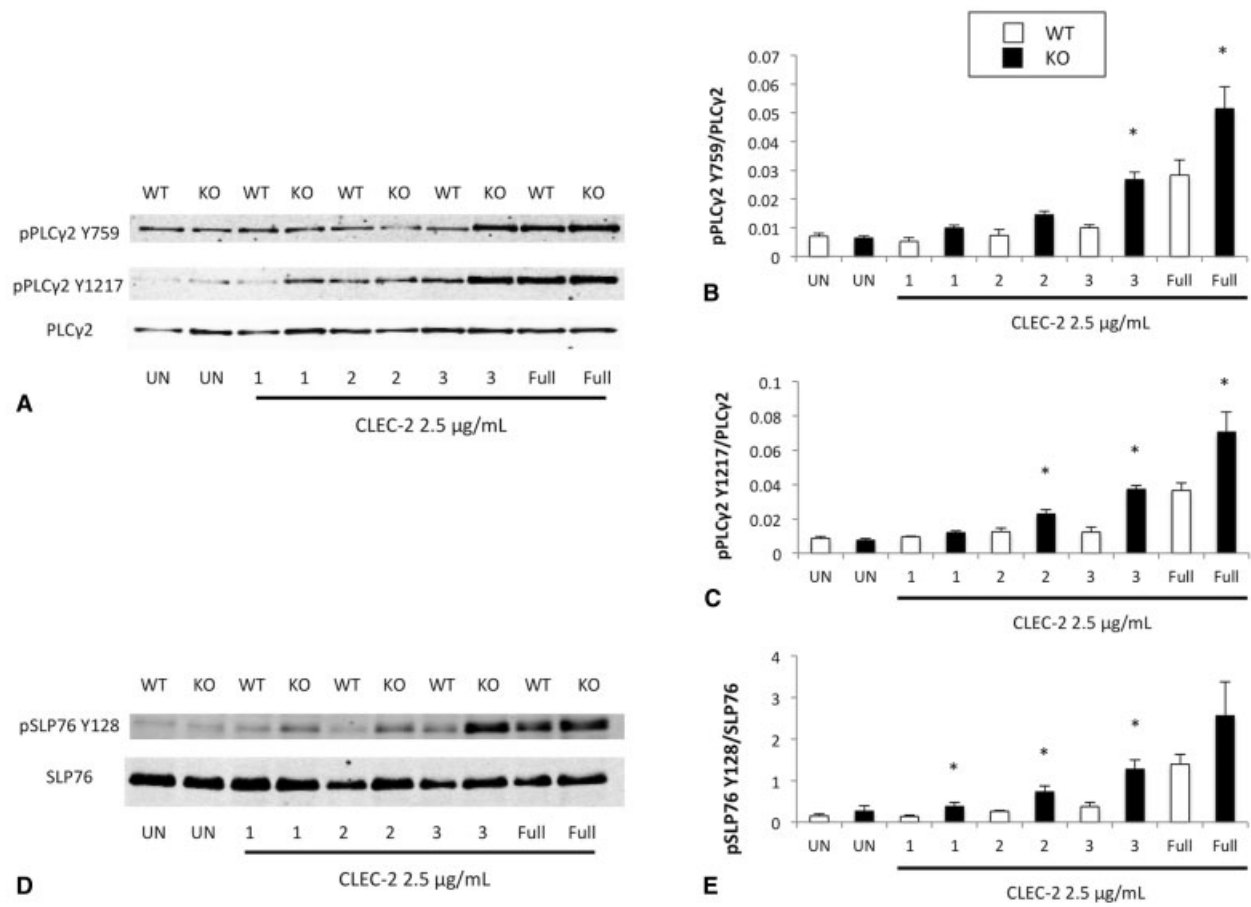 WT KO WT KO WT KO WT KO WT KO
pPLCγ2 Y759
pPLCγ2 Y1217
PLCγ2
UN UN 1 1 2 2 3 3 Full Full
A
CLEC-2 2.5 µg/mL
WT
KO
pPLCγ2 Y759/PLCγ2
0.07
0.06
0.05
0.04
0.03
0.02
0.01
0
* *
UN UN 1 1 2 2 3 3 Full Full
B
CLEC-2 2.5 µg/mL
pPLCγ2 Y1217/PLCγ2
0.1
0.08
0.06
0.04
0.02
0
* * *
UN UN 1 1 2 2 3 3 Full Full
C
CLEC-2 2.5 µg/mL
WT KO WT KO WT KO WT KO WT KO
pSLP76 Y128
SLP76
UN UN 1 1 2 2 3 3 Full Full
D
CLEC-2 2.5 µg/mL
pSLP76 Y128/SLP76
4
3
2
1
0
* * *
UN UN 1 1 2 2 3 3 Full Full
E
CLEC-2 2.5 µg/mL